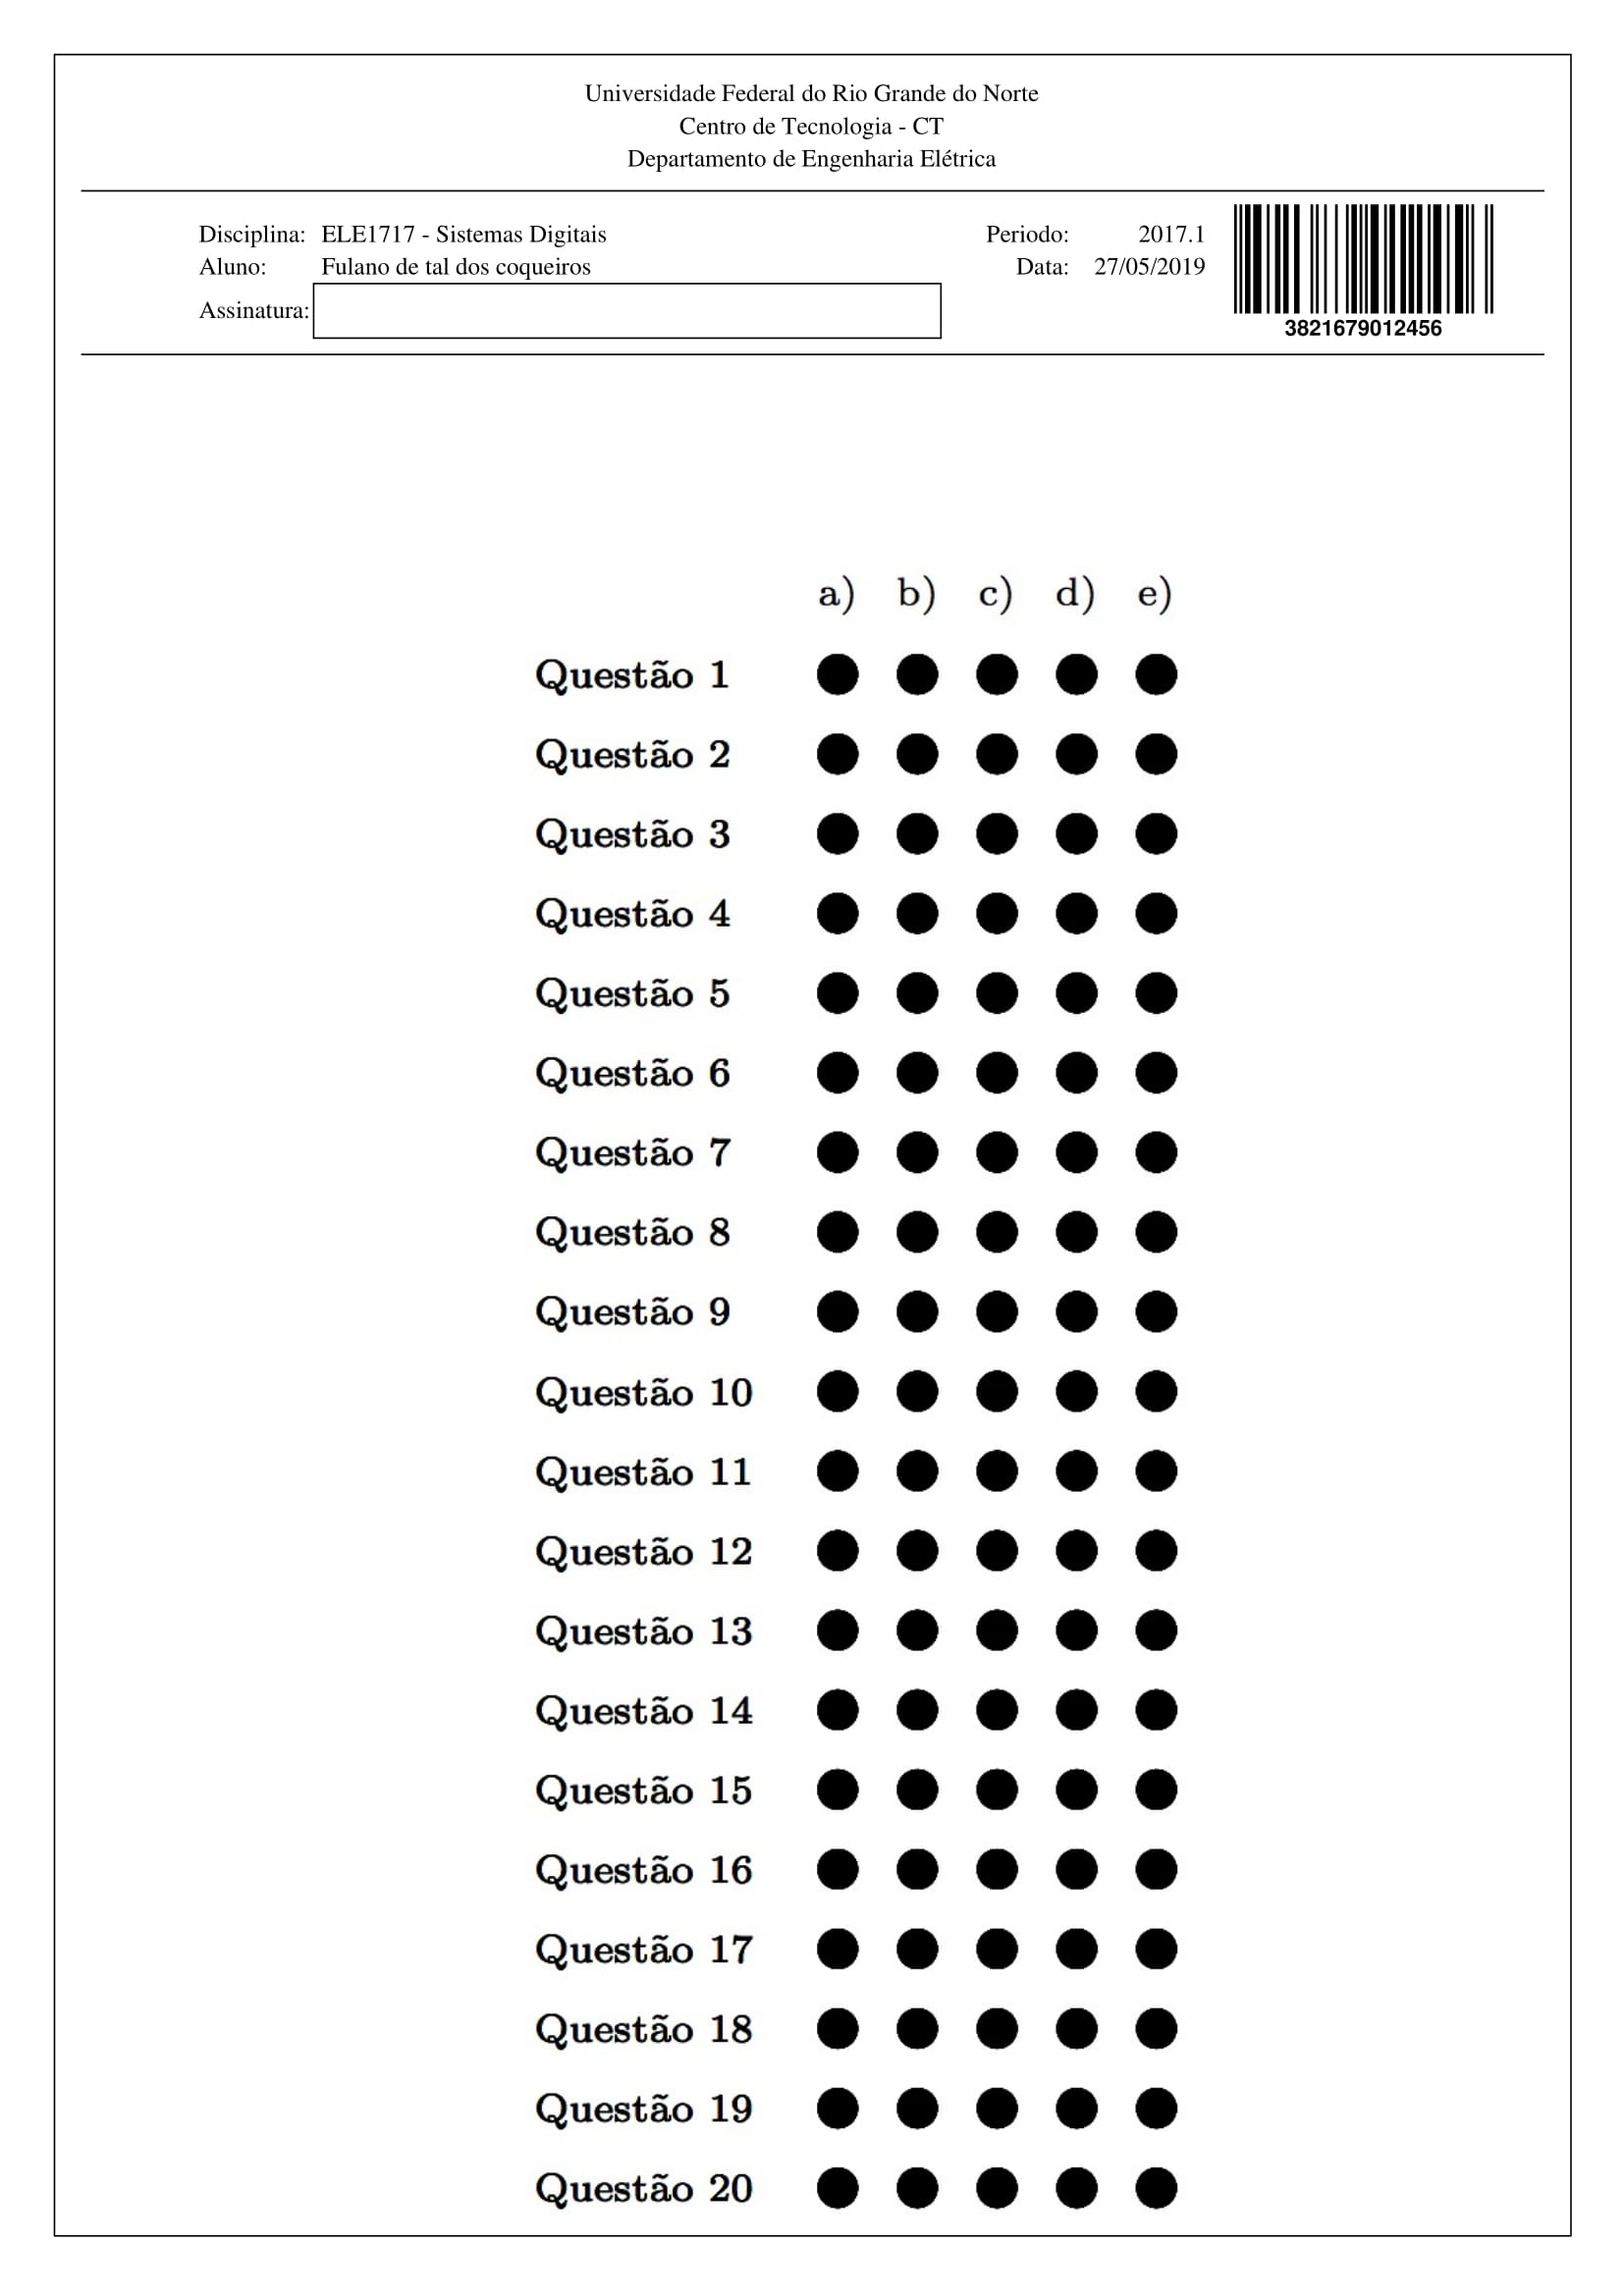 Universidade Federal do Rio Grande do Norte
Centro de Tecnologia - CT
Departamento de Engenharia Elétrica
Disciplina: ELE1717 - Sistemas Digitais Periodo: 2017.1
Aluno: Fulano de tal dos coqueiros Data: 27/05/2019
Assinatura:
3821679012456
a) b) c) d) e)
Questão 1
Questão 2
Questão 3
Questão 4
Questão 5
Questão 6
Questão 7
Questão 8
Questão 9
Questão 10
Questão 11
Questão 12
Questão 13
Questão 14
Questão 15
Questão 16
Questão 17
Questão 18
Questão 19
Questão 20